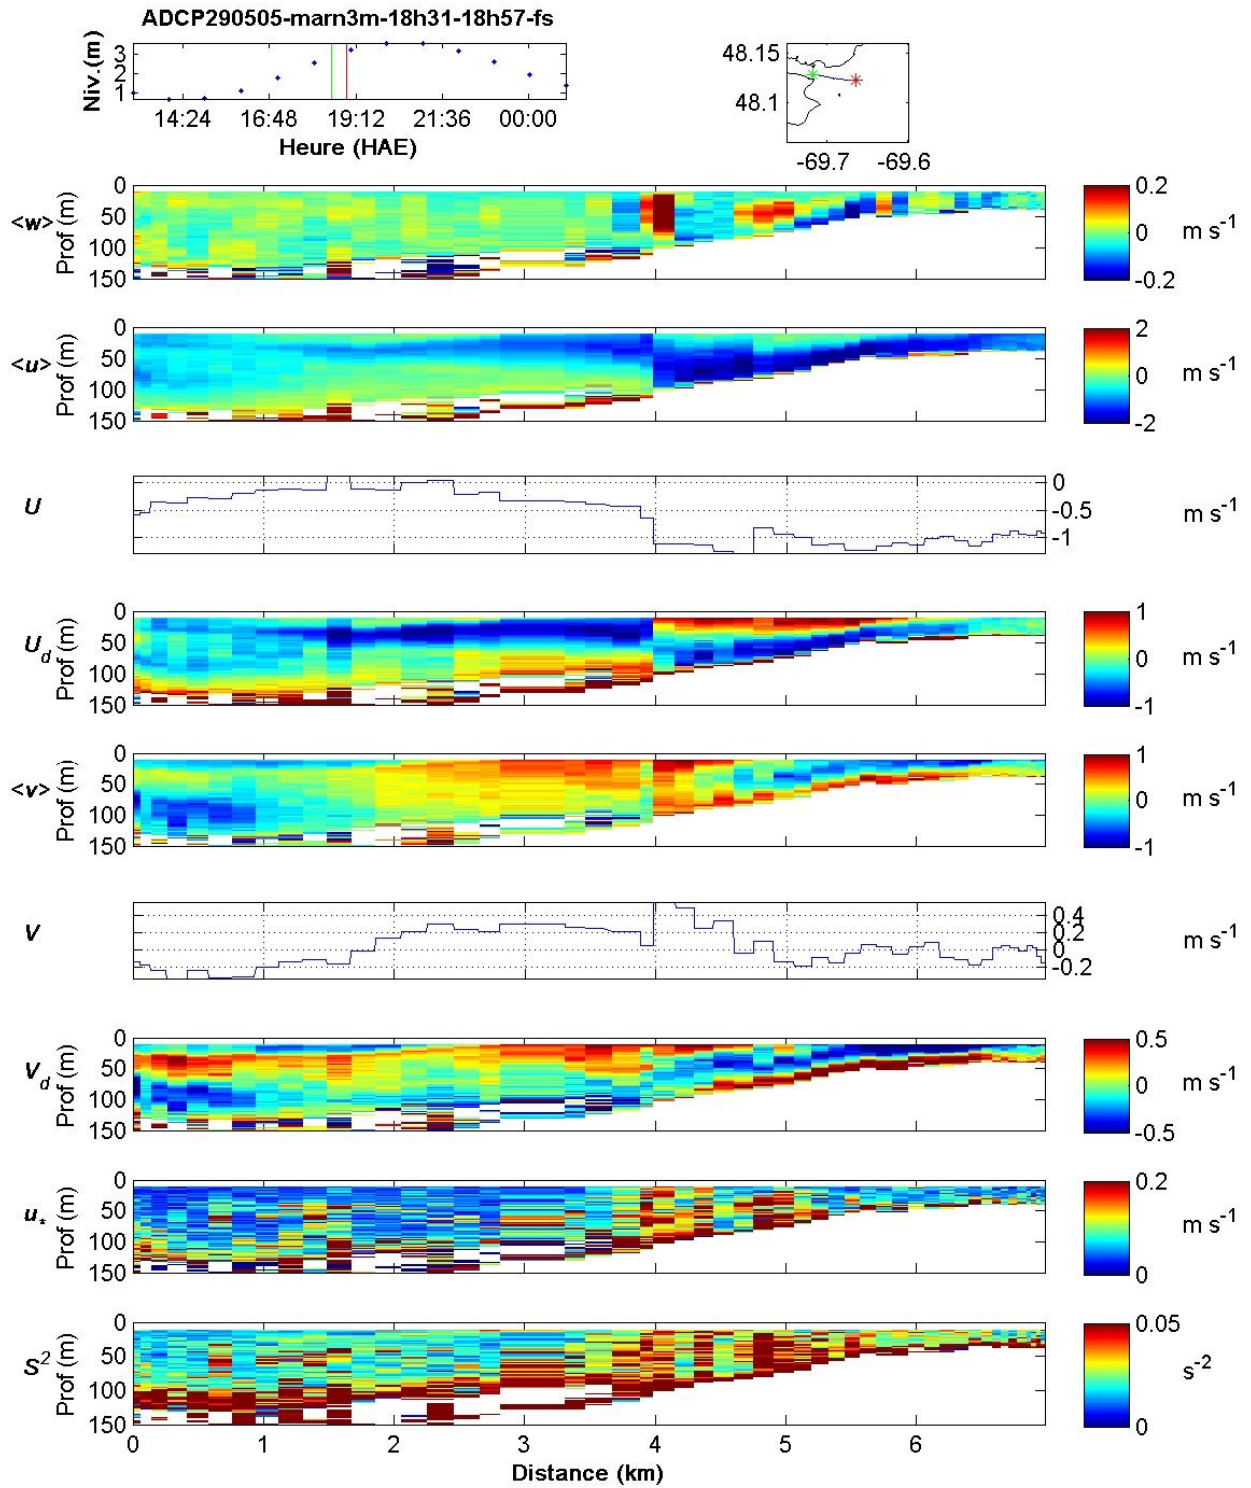 ADCP290505-marn3m-18h31-18h57-fs
Niv.(m)
3
2
1
14:24 16:48 19:12 21:36 00:00
Heure (HAE)
48.15
48.1
-69.7 -69.6
<w>
Prof (m)
0
50
100
150
0.2
0
-0.2
m s-1
<u>
Prof (m)
0
50
100
150
2
0
-2
m s-1
U
0
-0.5
-1
m s-1
Ud
Prof (m)
0
50
100
150
1
0
-1
m s-1
<v>
Prof (m)
0
50
100
150
1
0
-1
m s-1
V
0.4
0.2
0
-0.2
m s-1
Vd
Prof (m)
0
50
100
150
0.5
0
-0.5
m s-1
u*
Prof (m)
0
50
100
150
0.2
0
m s-1
S2
Prof (m)
0
50
100
150
0.05
0
s-2
0 1 2 3 4 5 6
Distance (km)